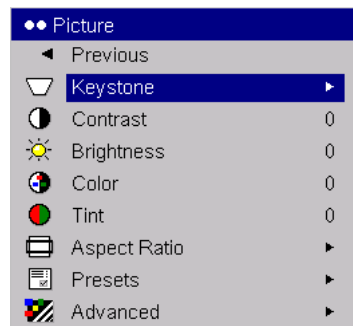 Picture
Previous
Keystone
Contrast 0
Brightness 0
Color 0
Tint 0
Aspect Ratio
Presets
Advanced